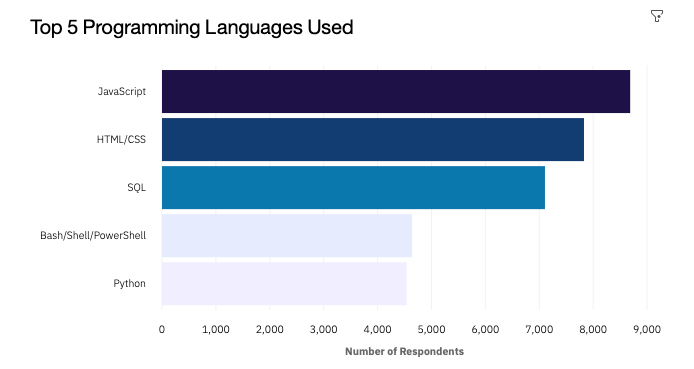 Top 5 Programming Languages Used
JavaScript
HTML/CSS
SQL
Bash/Shell/PowerShell
Python
0 1,000 2,000 3,000 4,000 5,000 6,000 7,000 8,000 9,000
Number of Respondents